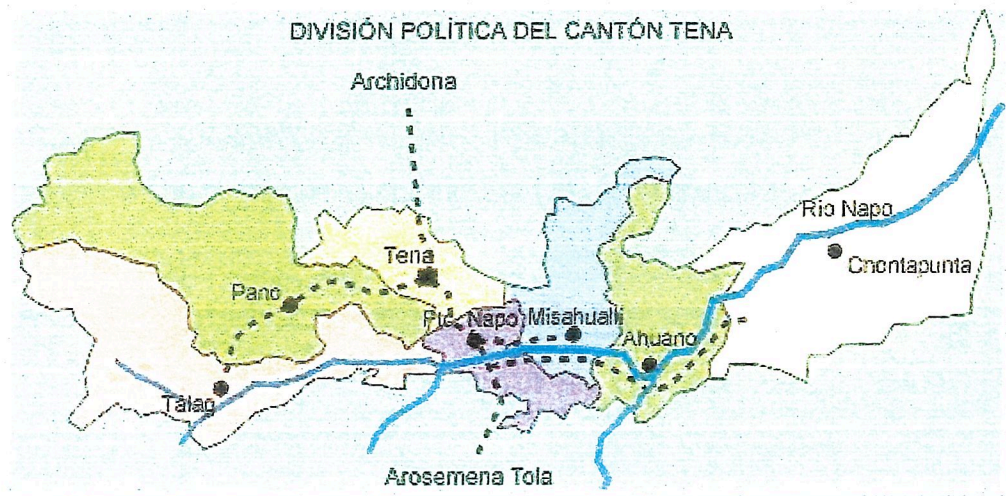 DIVISIÓN POLÍTICA DEL CANTÓN TENA
Archidona
Río Napo
Tena
Chontapunta
Pano
Pto. Napo
Misahualli
Ahuano
Talag
Arosemena Tola